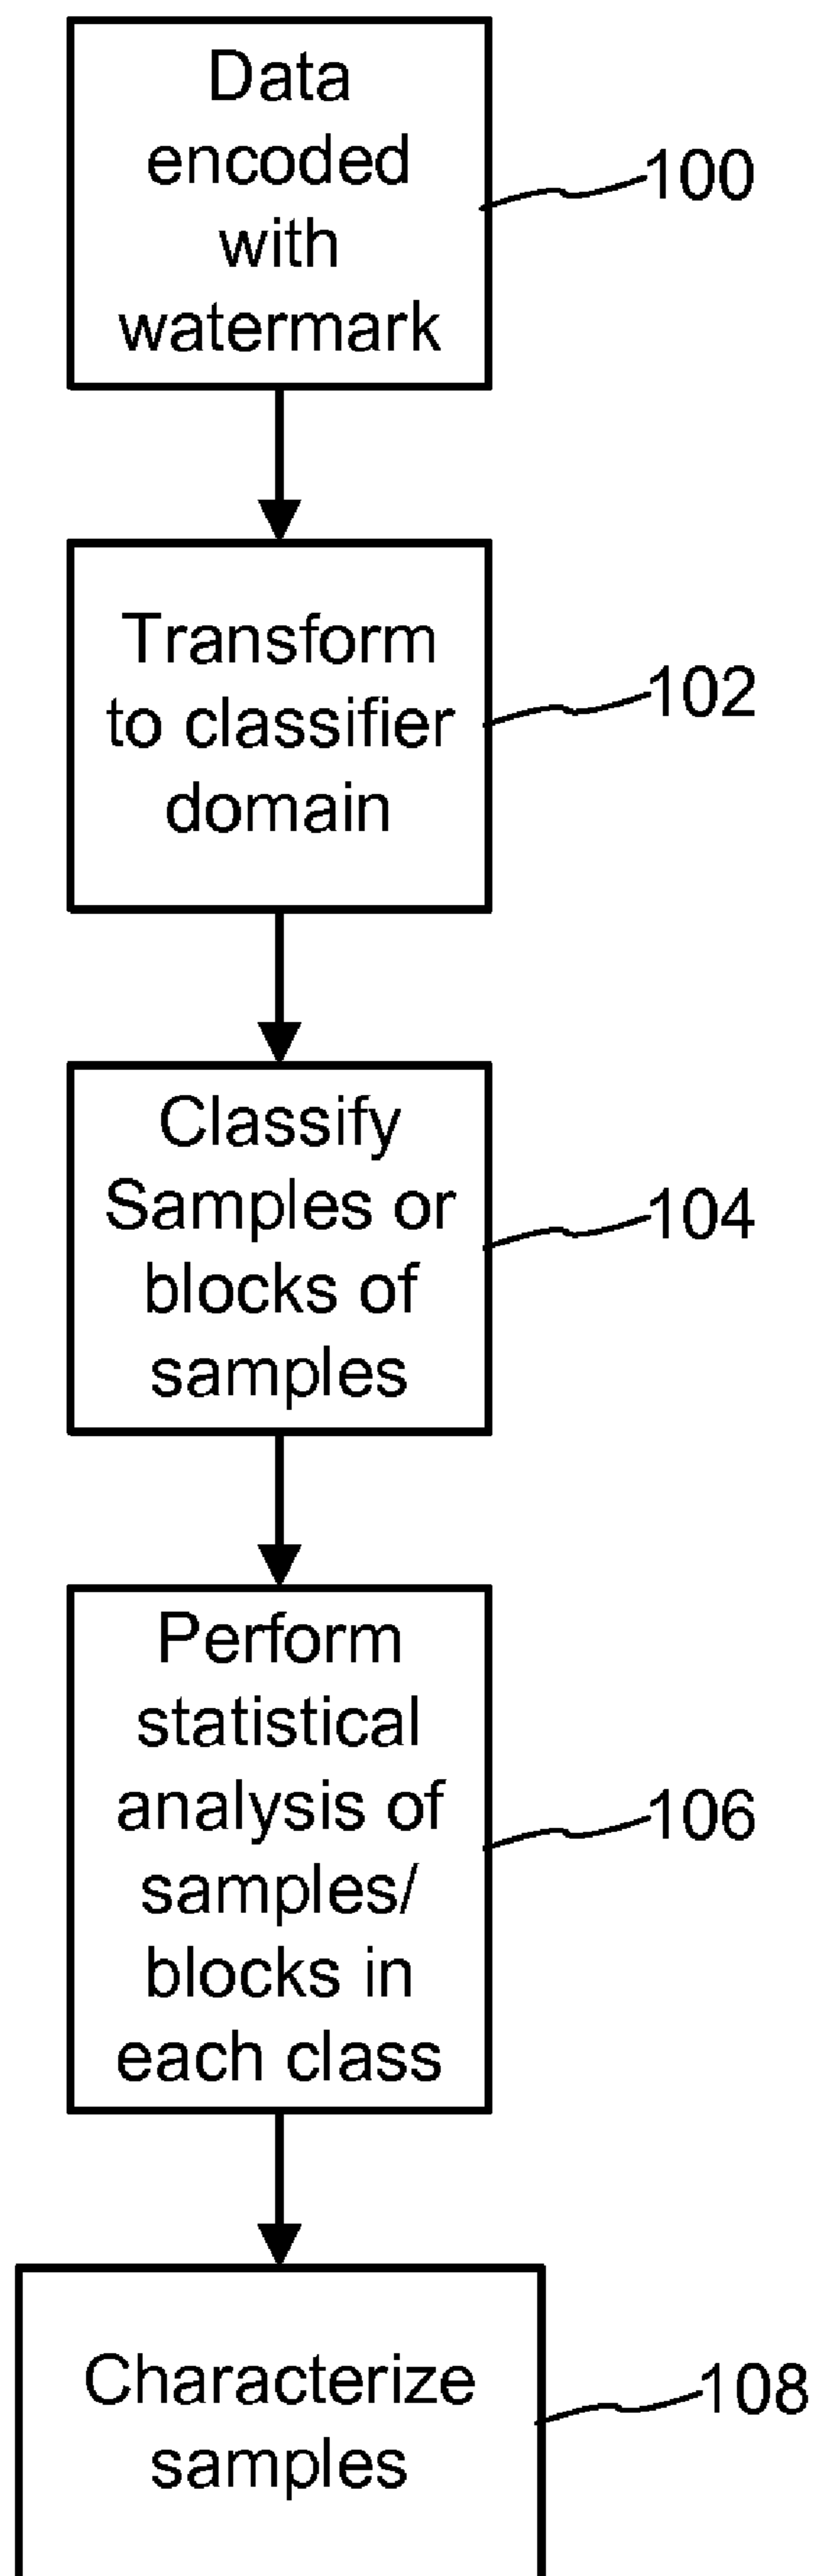 Data
encoded
with
watermark
100
Transform
to classifier
domain
102
Classify
Samples or
blocks of
samples
104
Perform
statistical
analysis of
samples/
blocks in
each class
106
Characterize
samples
108